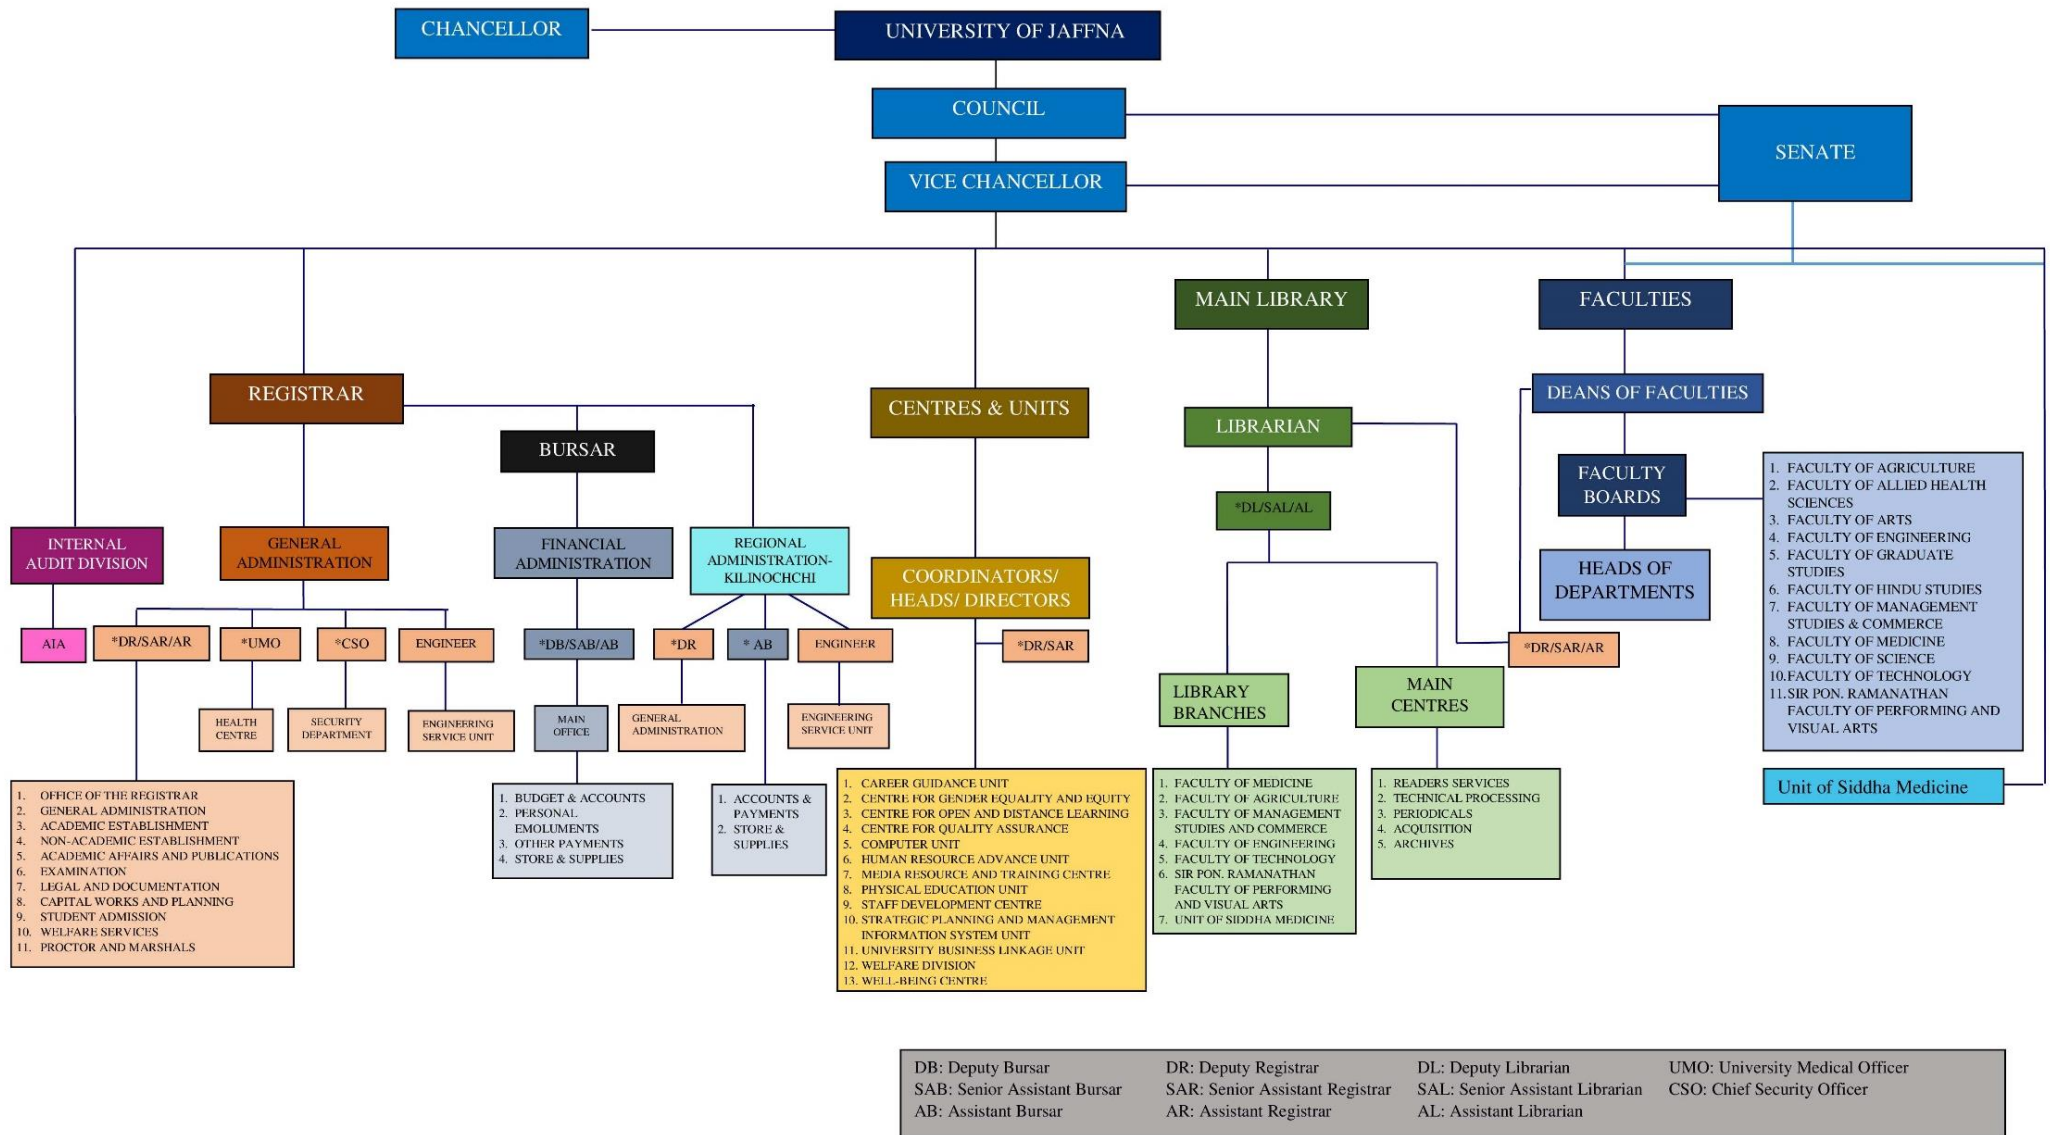 CHANCELLOR
UNIVERSITY OF JAFFNA
COUNCIL
SENATE
VICE CHANCELLOR
MAIN LIBRARY
FACULTIES
REGISTRAR
CENTRES & UNITS
DEANS OF FACULTIES
LIBRARIAN
BURSAR
FACULTY
BOARDS
1. FACULTY OF AGRICULTURE
2. FACULTY OF ALLIED HEALTH
SCIENCES
3. FACULTY OF ARTS
4. FACULTY OF ENGINEERING
5. FACULTY OF GRADUATE
STUDIES
6. FACULTY OF HINDU STUDIES
7. FACULTY OF MANAGEMENT
STUDIES & COMMERCE
8. FACULTY OF MEDICINE
9. FACULTY OF SCIENCE
10.FACULTY OF TECHNOLOGY
11.SIR PON. RAMANATHAN
FACULTY OF PERFORMING AND
VISUAL ARTS
*DL/SAL/AL
INTERNAL
AUDIT DIVISION
GENERAL
ADMINISTRATION
FINANCIAL
ADMINISTRATION
REGIONAL
ADMINISTRATION-
KILINOCHCHI
COORDINATORS/
HEADS/ DIRECTORS
HEADS OF
DEPARTMENTS
AIA
*DR/SAR/AR
*UMO
*CSO
ENGINEER
*DB/SAB/AB
*DR
* AB
ENGINEER
*DR/SAR
*DR/SAR/AR
LIBRARY
BRANCHES
MAIN
CENTRES
HEALTH
CENTRE
SECURITY
DEPARTMENT
ENGINEERING
SERVICE UNIT
MAIN
OFFICE
GENERAL
ADMINISTRATION
ENGINEERING
SERVICE UNIT
Unit of Siddha Medicine
1. OFFICE OF THE REGISTRAR
2. GENERAL ADMINISTRATION
3. ACADEMIC ESTABLISHMENT
4. NON-ACADEMIC ESTABLISHMENT
5. ACADEMIC AFFAIRS AND PUBLICATIONS
6. EXAMINATION
7. LEGAL AND DOCUMENTATION
8. CAPITAL WORKS AND PLANNING
9. STUDENT ADMISSION
10. WELFARE SERVICES
11. PROCTOR AND MARSHALS
1. BUDGET & ACCOUNTS
2. PERSONAL
EMOLUMENTS
3. OTHER PAYMENTS
4. STORE & SUPPLIES
1. ACCOUNTS &
PAYMENTS
2. STORE &
SUPPLIES
1. CAREER GUIDANCE UNIT
2. CENTRE FOR GENDER EQUALITY AND EQUITY
3. CENTRE FOR OPEN AND DISTANCE LEARNING
4. CENTRE FOR QUALITY ASSURANCE
5. COMPUTER UNIT
6. HUMAN RESOURCE ADVANCE UNIT
7. MEDIA RESOURCE AND TRAINING CENTRE
8. PHYSICAL EDUCATION UNIT
9. STAFF DEVELOPMENT CENTRE
10. STRATEGIC PLANNING AND MANAGEMENT
INFORMATION SYSTEM UNIT
11. UNIVERSITY BUSINESS LINKAGE UNIT
12. WELFARE DIVISION
13. WELL-BEING CENTRE
1. FACULTY OF MEDICINE
2. FACULTY OF AGRICULTURE
3. FACULTY OF MANAGEMENT
STUDIES AND COMMERCE
4. FACULTY OF ENGINEERING
5. FACULTY OF TECHNOLOGY
6. SIR PON. RAMANATHAN
FACULTY OF PERFORMING
AND VISUAL ARTS
7. UNIT OF SIDDHA MEDICINE
1. READERS SERVICES
2. TECHNICAL PROCESSING
3. PERIODICALS
4. ACQUISITION
5. ARCHIVES
DB: Deputy Bursar
SAB: Senior Assistant Bursar
AB: Assistant Bursar
DR: Deputy Registrar
SAR: Senior Assistant Registrar
AR: Assistant Registrar
DL: Deputy Librarian
SAL: Senior Assistant Librarian
AL: Assistant Librarian
UMO: University Medical Officer
CSO: Chief Security Officer